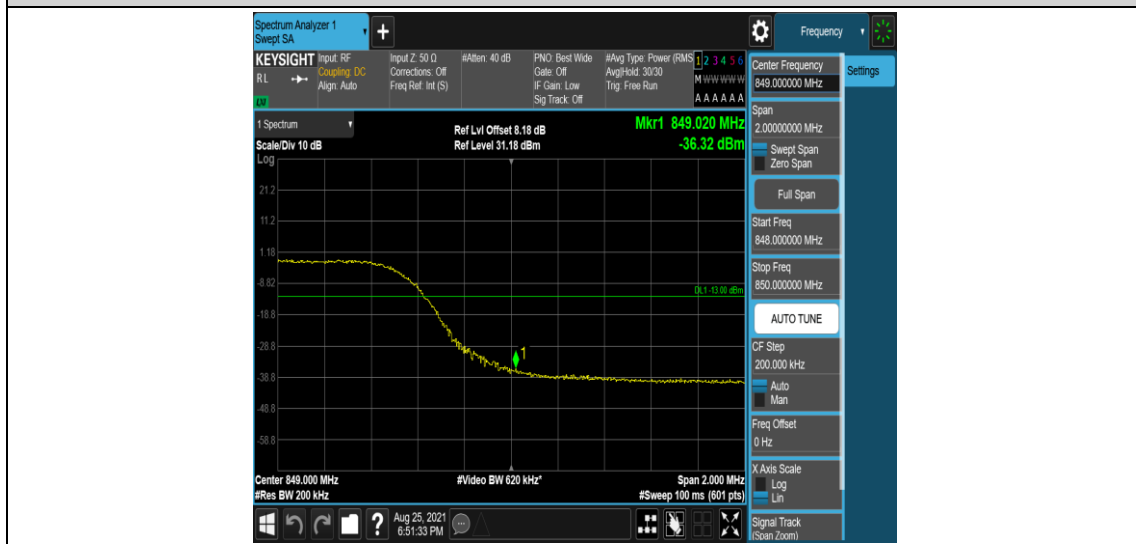 Spectrum Analyzer 1
Swept SA
+
Frequency
KEYSIGHT
RL
LXI
Input: RF
Coupling: DC
Align: Auto
Input Z: 50 Ω
Corrections: Off
Freq Ref: Int (S)
#Atten: 40 dB
PNO: Best Wide
Gate: Off
IF Gain: Low
Sig Track: Off
#Avg Type: Power (RMS
Avg|Hold: 30/30
Trig: Free Run
1 2 3 4 5 6
M W W W W W
A A A A A A
1 Spectrum
Scale/Div 10 dB
Log
Ref Lvl Offset 8.18 dB
Ref Level 31.18 dBm
Mkr1 849.020 MHz
-36.32 dBm
21.2
11.2
1.18
-8.82
-18.8
-28.8
-38.8
-48.8
-58.8
DL1 -13.00 dBm
1
Center 849.000 MHz
#Res BW 200 kHz
#Video BW 620 kHz*
Span 2.000 MHz
#Sweep 100 ms (601 pts)
?
Aug 25, 2021
6:51:33 PM
Center Frequency
849.000000 MHz
Settings
Span
2.00000000 MHz
Swept Span
Zero Span
Full Span
Start Freq
848.000000 MHz
Stop Freq
850.000000 MHz
AUTO TUNE
CF Step
200.000 kHz
Auto
Man
Freq Offset
0 Hz
X Axis Scale
Log
Lin
Signal Track
(Span Zoom)